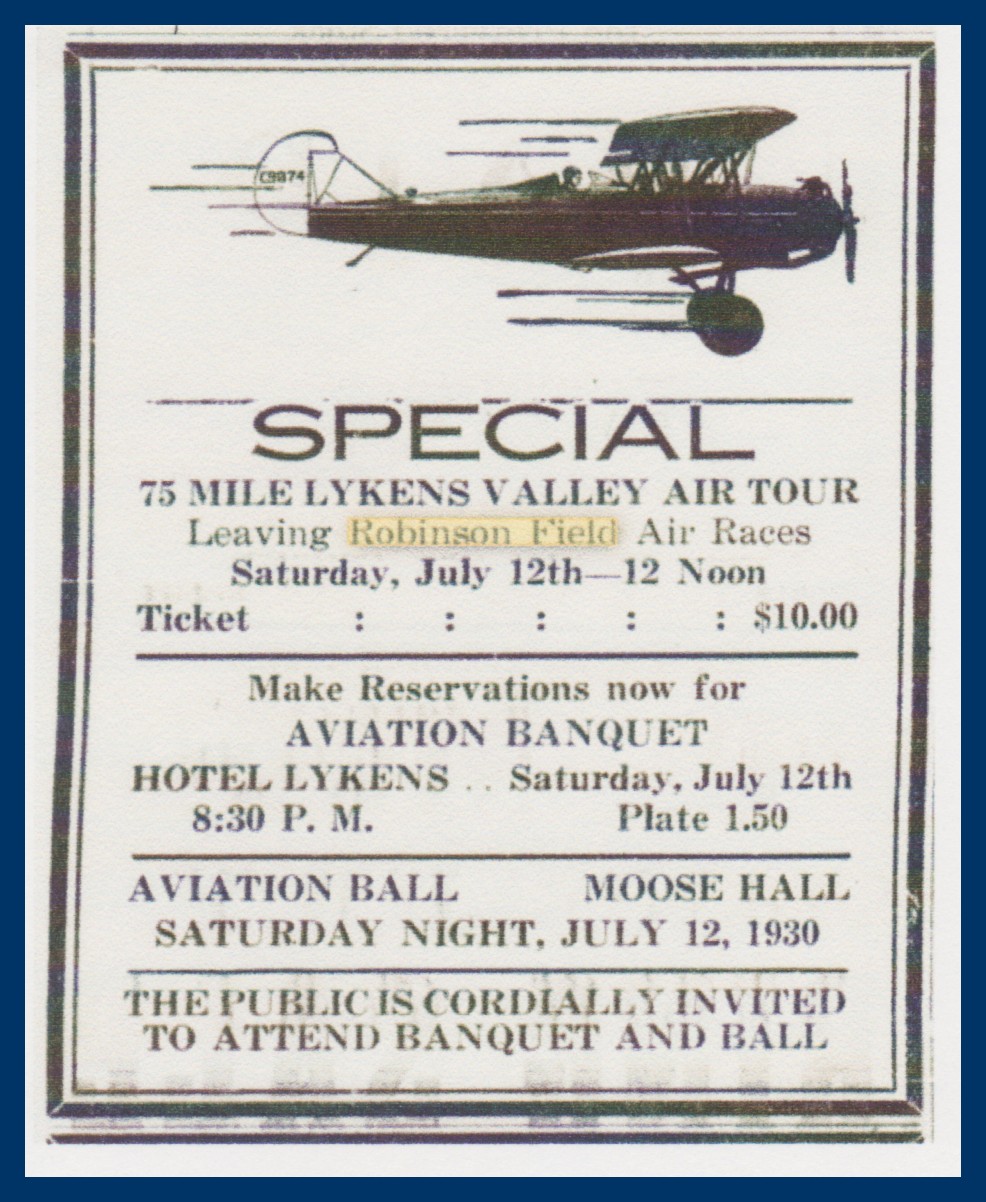 C9874
SPECIAL
75 MILE LYKENS VALLEY AIR TOUR
Leaving Robinson Field Air Races
Saturday, July 12th—12 Noon
Ticket : : : : : $10.00
Make Reservations now for
AVIATION BANQUET
HOTEL LYKENS .. Saturday, July 12th
8:30 P. M. Plate 1.50
AVIATION BALL MOOSE HALL
SATURDAY NIGHT, JULY 12, 1930
THE PUBLIC IS CORDIALLY INVITED
TO ATTEND BANQUET AND BALL